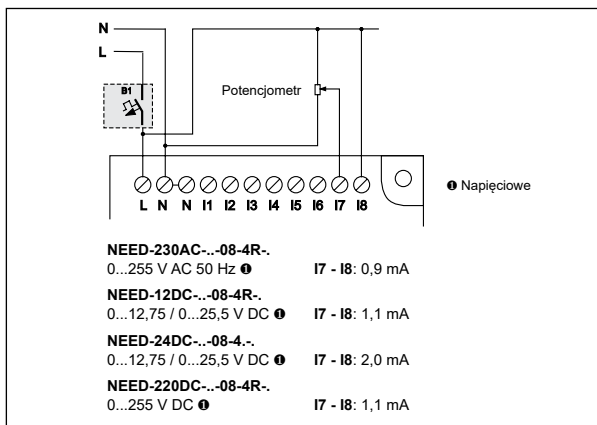 N
L
B1
Potencjometr
L N N I1 I2 I3 I4 I5 I6 I7 I8
❶ Napięciowe
NEED-230AC-..-08-4R-.
0...255 V AC 50 Hz ❶ I7 - I8: 0,9 mA
NEED-12DC-..-08-4R-.
0...12,75 / 0...25,5 V DC ❶ I7 - I8: 1,1 mA
NEED-24DC-..-08-4.-.
0...12,75 / 0...25,5 V DC ❶ I7 - I8: 2,0 mA
NEED-220DC-..-08-4R-.
0...255 V DC ❶ I7 - I8: 1,1 mA